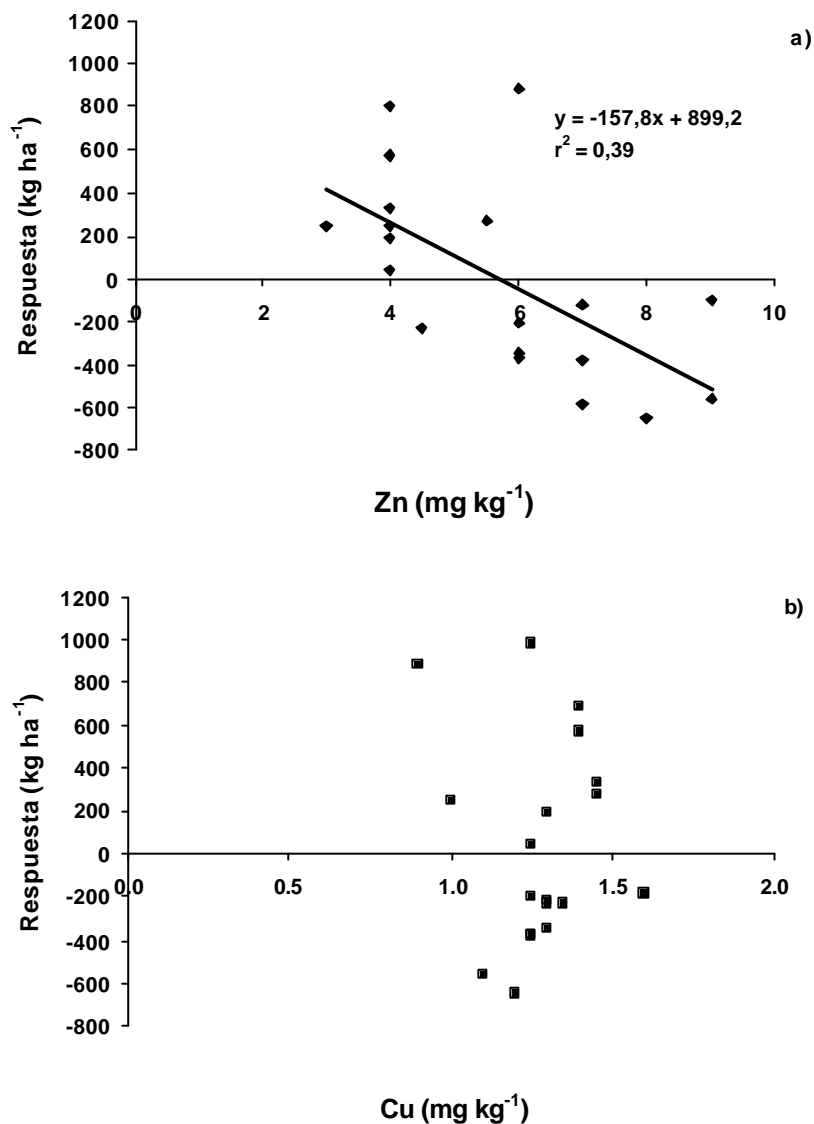 a)
1200
1000
800
600
400
200
0
-200
-400
-600
-800
Respuesta (kg ha⁻¹)
y = -157,8x + 899,2
r² = 0,39
0 2 4 6 8 10
Zn (mg kg⁻¹)
b)
1200
1000
800
600
400
200
0
-200
-400
-600
-800
Respuesta (kg ha⁻¹)
0.0 0.5 1.0 1.5 2.0
Cu (mg kg⁻¹)